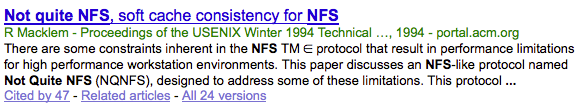 Not quite NFS, soft cache consistency for NFS
R Macklem - Proceedings of the USENIX Winter 1994 Technical …, 1994 - portal.acm.org
There are some constraints inherent in the NFS TM ∈ protocol that result in performance limitations
for high performance workstation environments. This paper discusses an NFS-like protocol named
Not Quite NFS (NQNFS), designed to address some of these limitations. This protocol ...
Cited by 47 - Related articles - All 24 versions